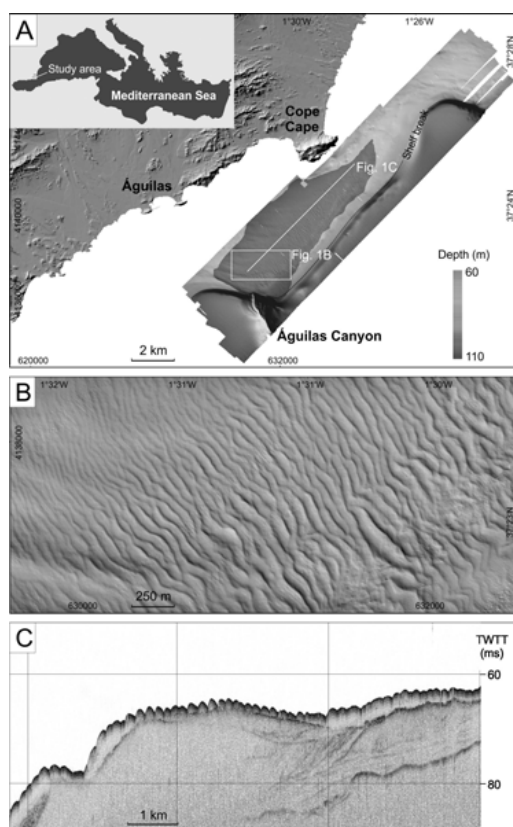 A
1°30'W
1°26'W
37°28'N
Study area
Mediterranean Sea
Cope
Cape
Shelf break
Fig. 1C
Águilas
4140000
37°24'N
Fig. 1B
Depth (m)
60
110
Águilas Canyon
2 km
620000
632000
B
1°32'W
1°31'W
1°31'W
1°30'W
4138000
37°23'N
250 m
630000
632000
C
TWTT
(ms)
60
80
1 km